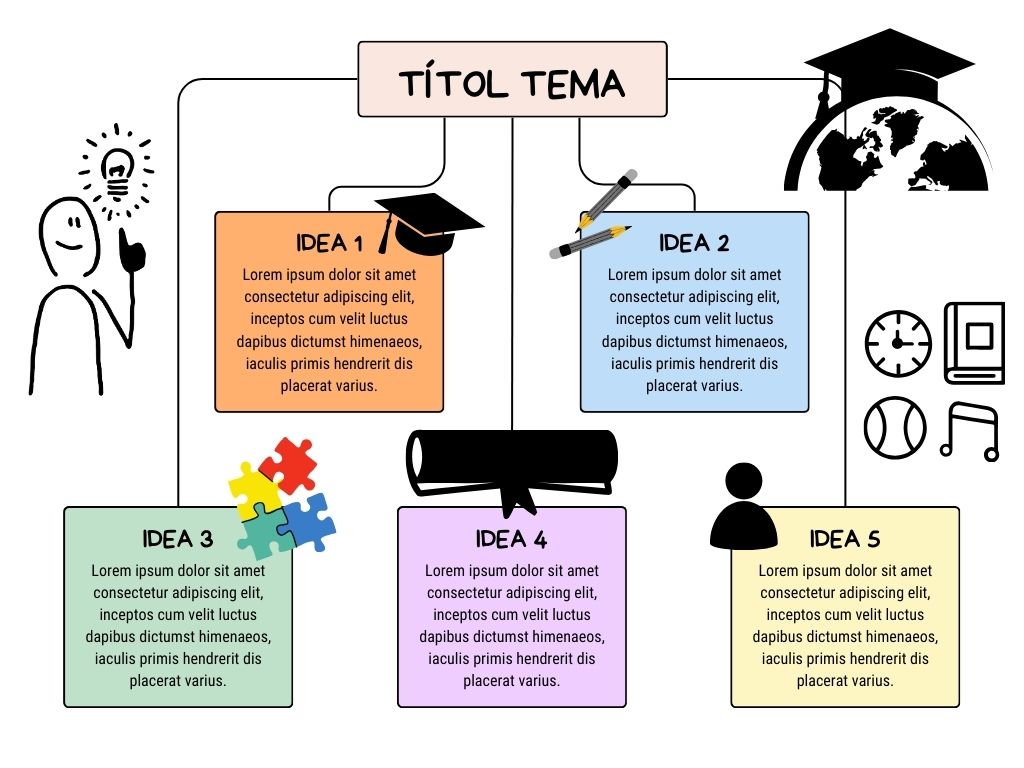 TÍTOL TEMA
IDEA 1
Lorem ipsum dolor sit amet
consectetur adipiscing elit,
inceptos cum velit luctus
dapibus dictumst himenaeos,
iaculis primis hendrerit dis
placerat varius.
IDEA 2
Lorem ipsum dolor sit amet
consectetur adipiscing elit,
inceptos cum velit luctus
dapibus dictumst himenaeos,
iaculis primis hendrerit dis
placerat varius.
IDEA 3
Lorem ipsum dolor sit amet
consectetur adipiscing elit,
inceptos cum velit luctus
dapibus dictumst himenaeos,
iaculis primis hendrerit dis
placerat varius.
IDEA 4
Lorem ipsum dolor sit amet
consectetur adipiscing elit,
inceptos cum velit luctus
dapibus dictumst himenaeos,
iaculis primis hendrerit dis
placerat varius.
IDEA 5
Lorem ipsum dolor sit amet
consectetur adipiscing elit,
inceptos cum velit luctus
dapibus dictumst himenaeos,
iaculis primis hendrerit dis
placerat varius.